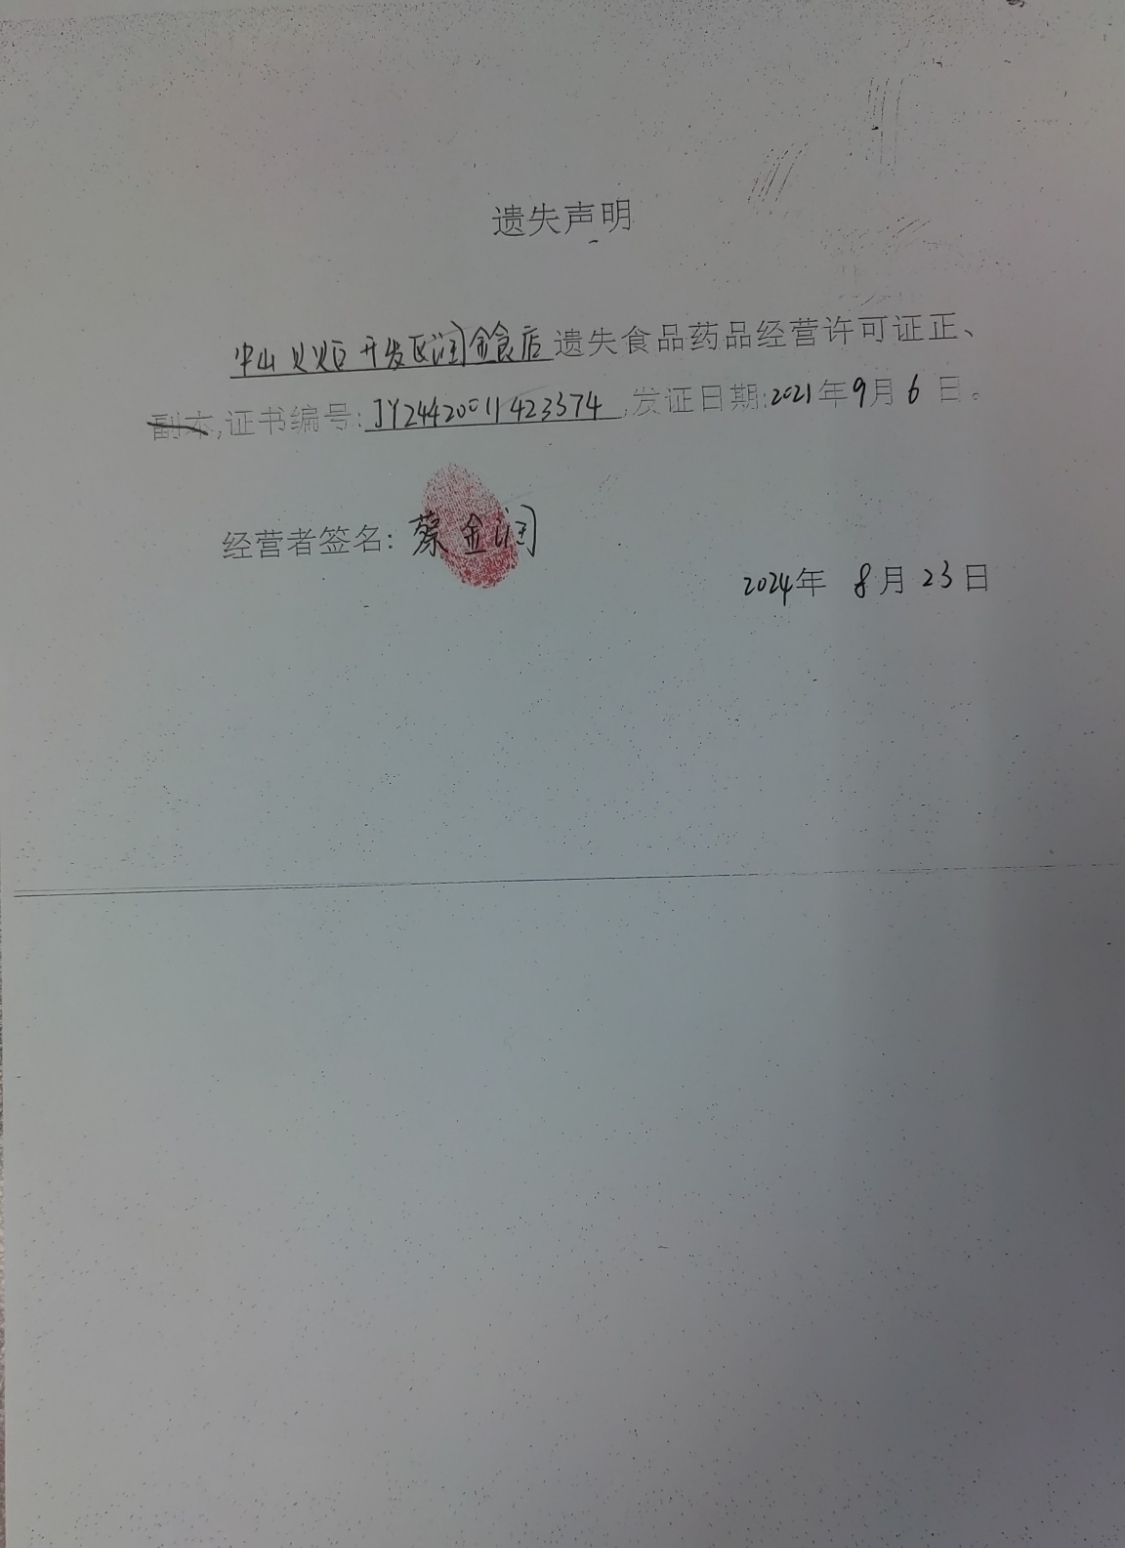 遗失声明
中山火炬开发区润金食店遗失食品药品经营许可证正、
副本,证书编号:JY24420011423374,发证日期:2021年9月6日。
经营者签名:蔡金润
2024年 8月 23日